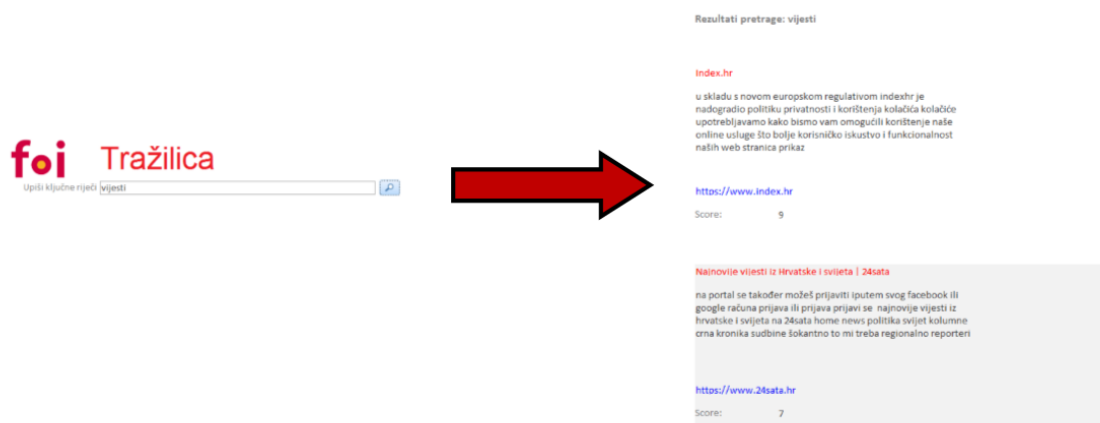 foi Tražilica
Upiši ključne riječi vijesti
Rezultati pretrage: vijesti
Index.hr
u skladu s novom europskom regulativom indexhr je
nadogradio politiku privatnosti i korištenja kolačića kolačiće
upotrebljavamo kako bismo vam omogućili korištenje naše
online usluge što bolje korisničko iskustvo i funkcionalnost
naših web stranica prikaz
https://www.index.hr
Score: 9
Najnovije vijesti iz Hrvatske i svijeta | 24sata
na portal se također možeš prijaviti iputem svog facebook ili
google računa prijava ili prijava prijavi se najnovije vijesti iz
hrvatske i svijeta na 24sata home news politika svijet kolumne
crna kronika sudbine šokantno to mi treba regionalno reporteri
https://www.24sata.hr
Score: 7